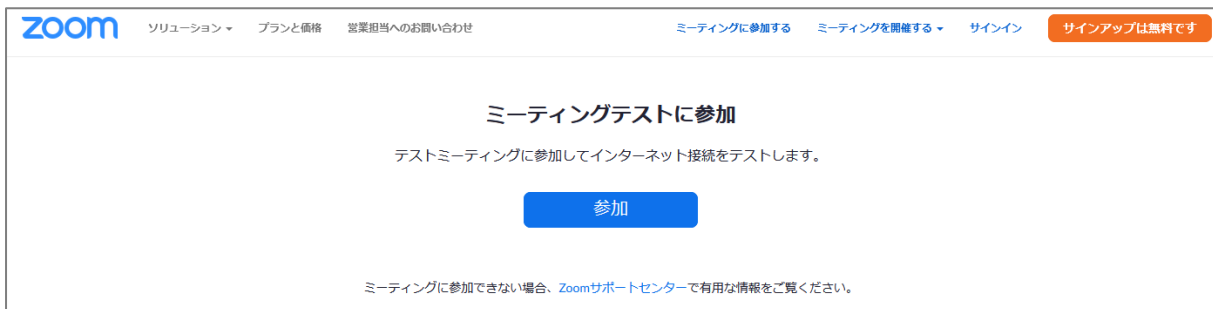 zoom ソリューション プランと価格 営業担当へのお問い合わせ ミーティングに参加する ミーティングを開催する サインイン サインアップは無料です
ミーティングテストに参加
テストミーティングに参加してインターネット接続をテストします。
参加
ミーティングに参加できない場合、Zoomサポートセンターで有用な情報をご覧ください。